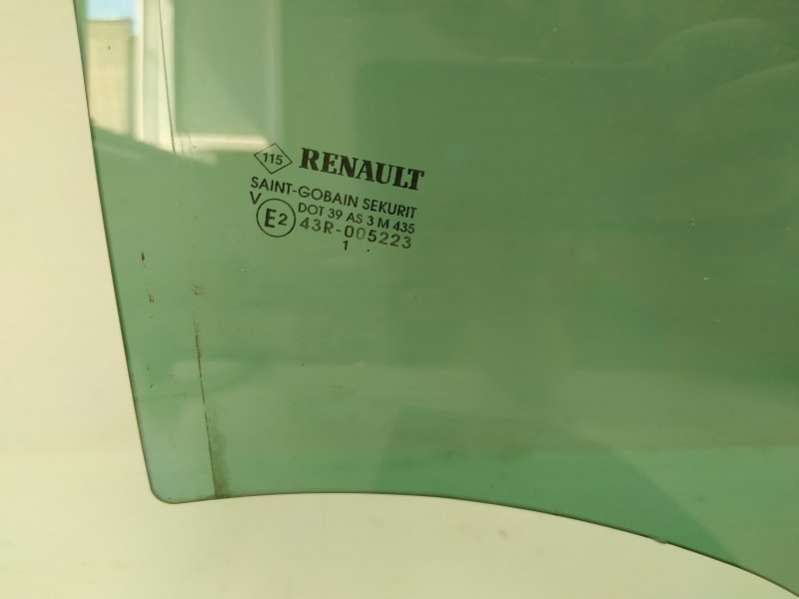 115 RENAULT
SAINT-GOBAIN SEKURIT
V DOT 39 AS 3 M 435
E2 43R-005223
1